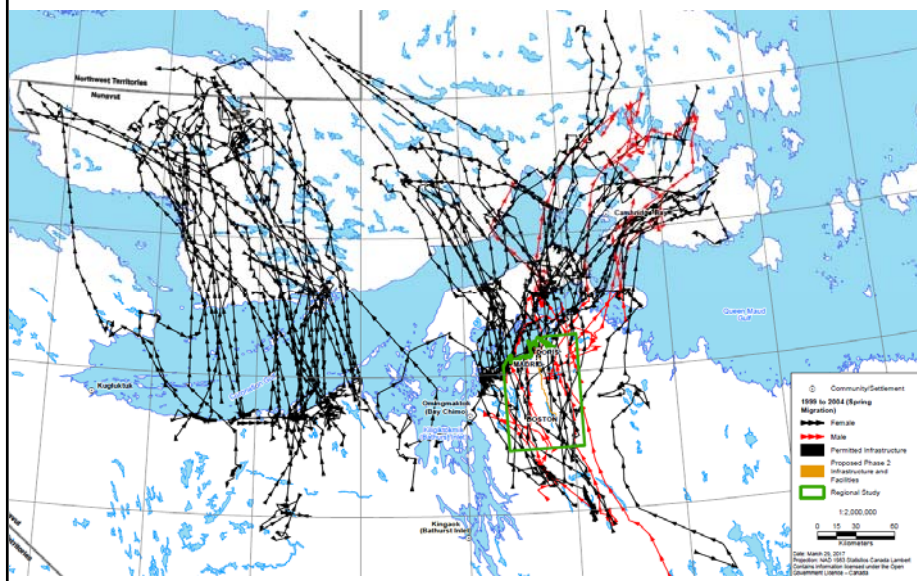 Northwest Territories
Nunavut
Cambridge Bay
Queen Maud
Gulf
DORIS
MADRID
BOSTON
Kugluktuk
Omingmaktok
(Bay Chimo)
Kingaok
(Bathurst Inlet)
Community/Settlement
1999 to 2004 (Spring
Migration)
Female
Male
Permitted Infrastructure
Proposed Phase 2
Infrastructure and
Facilities
Regional Study
1:2,000,000
0 15 30 60
Kilometers
Date: March 29, 2017
Projection: NAD 1983 Statistics Canada Lambert
Contains information licensed under the Open
Government Licence – Canada